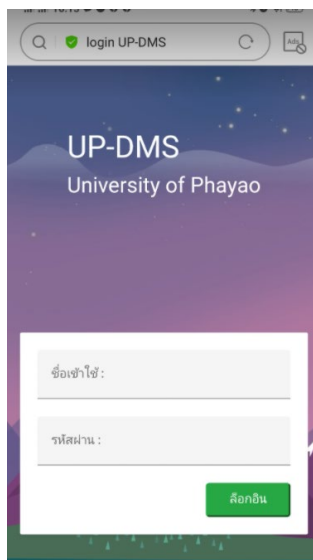 login UP-DMS
Ads
UP-DMS
University of Phayao
ชื่อเข้าใช้ :
รหัสผ่าน :
ล็อกอิน